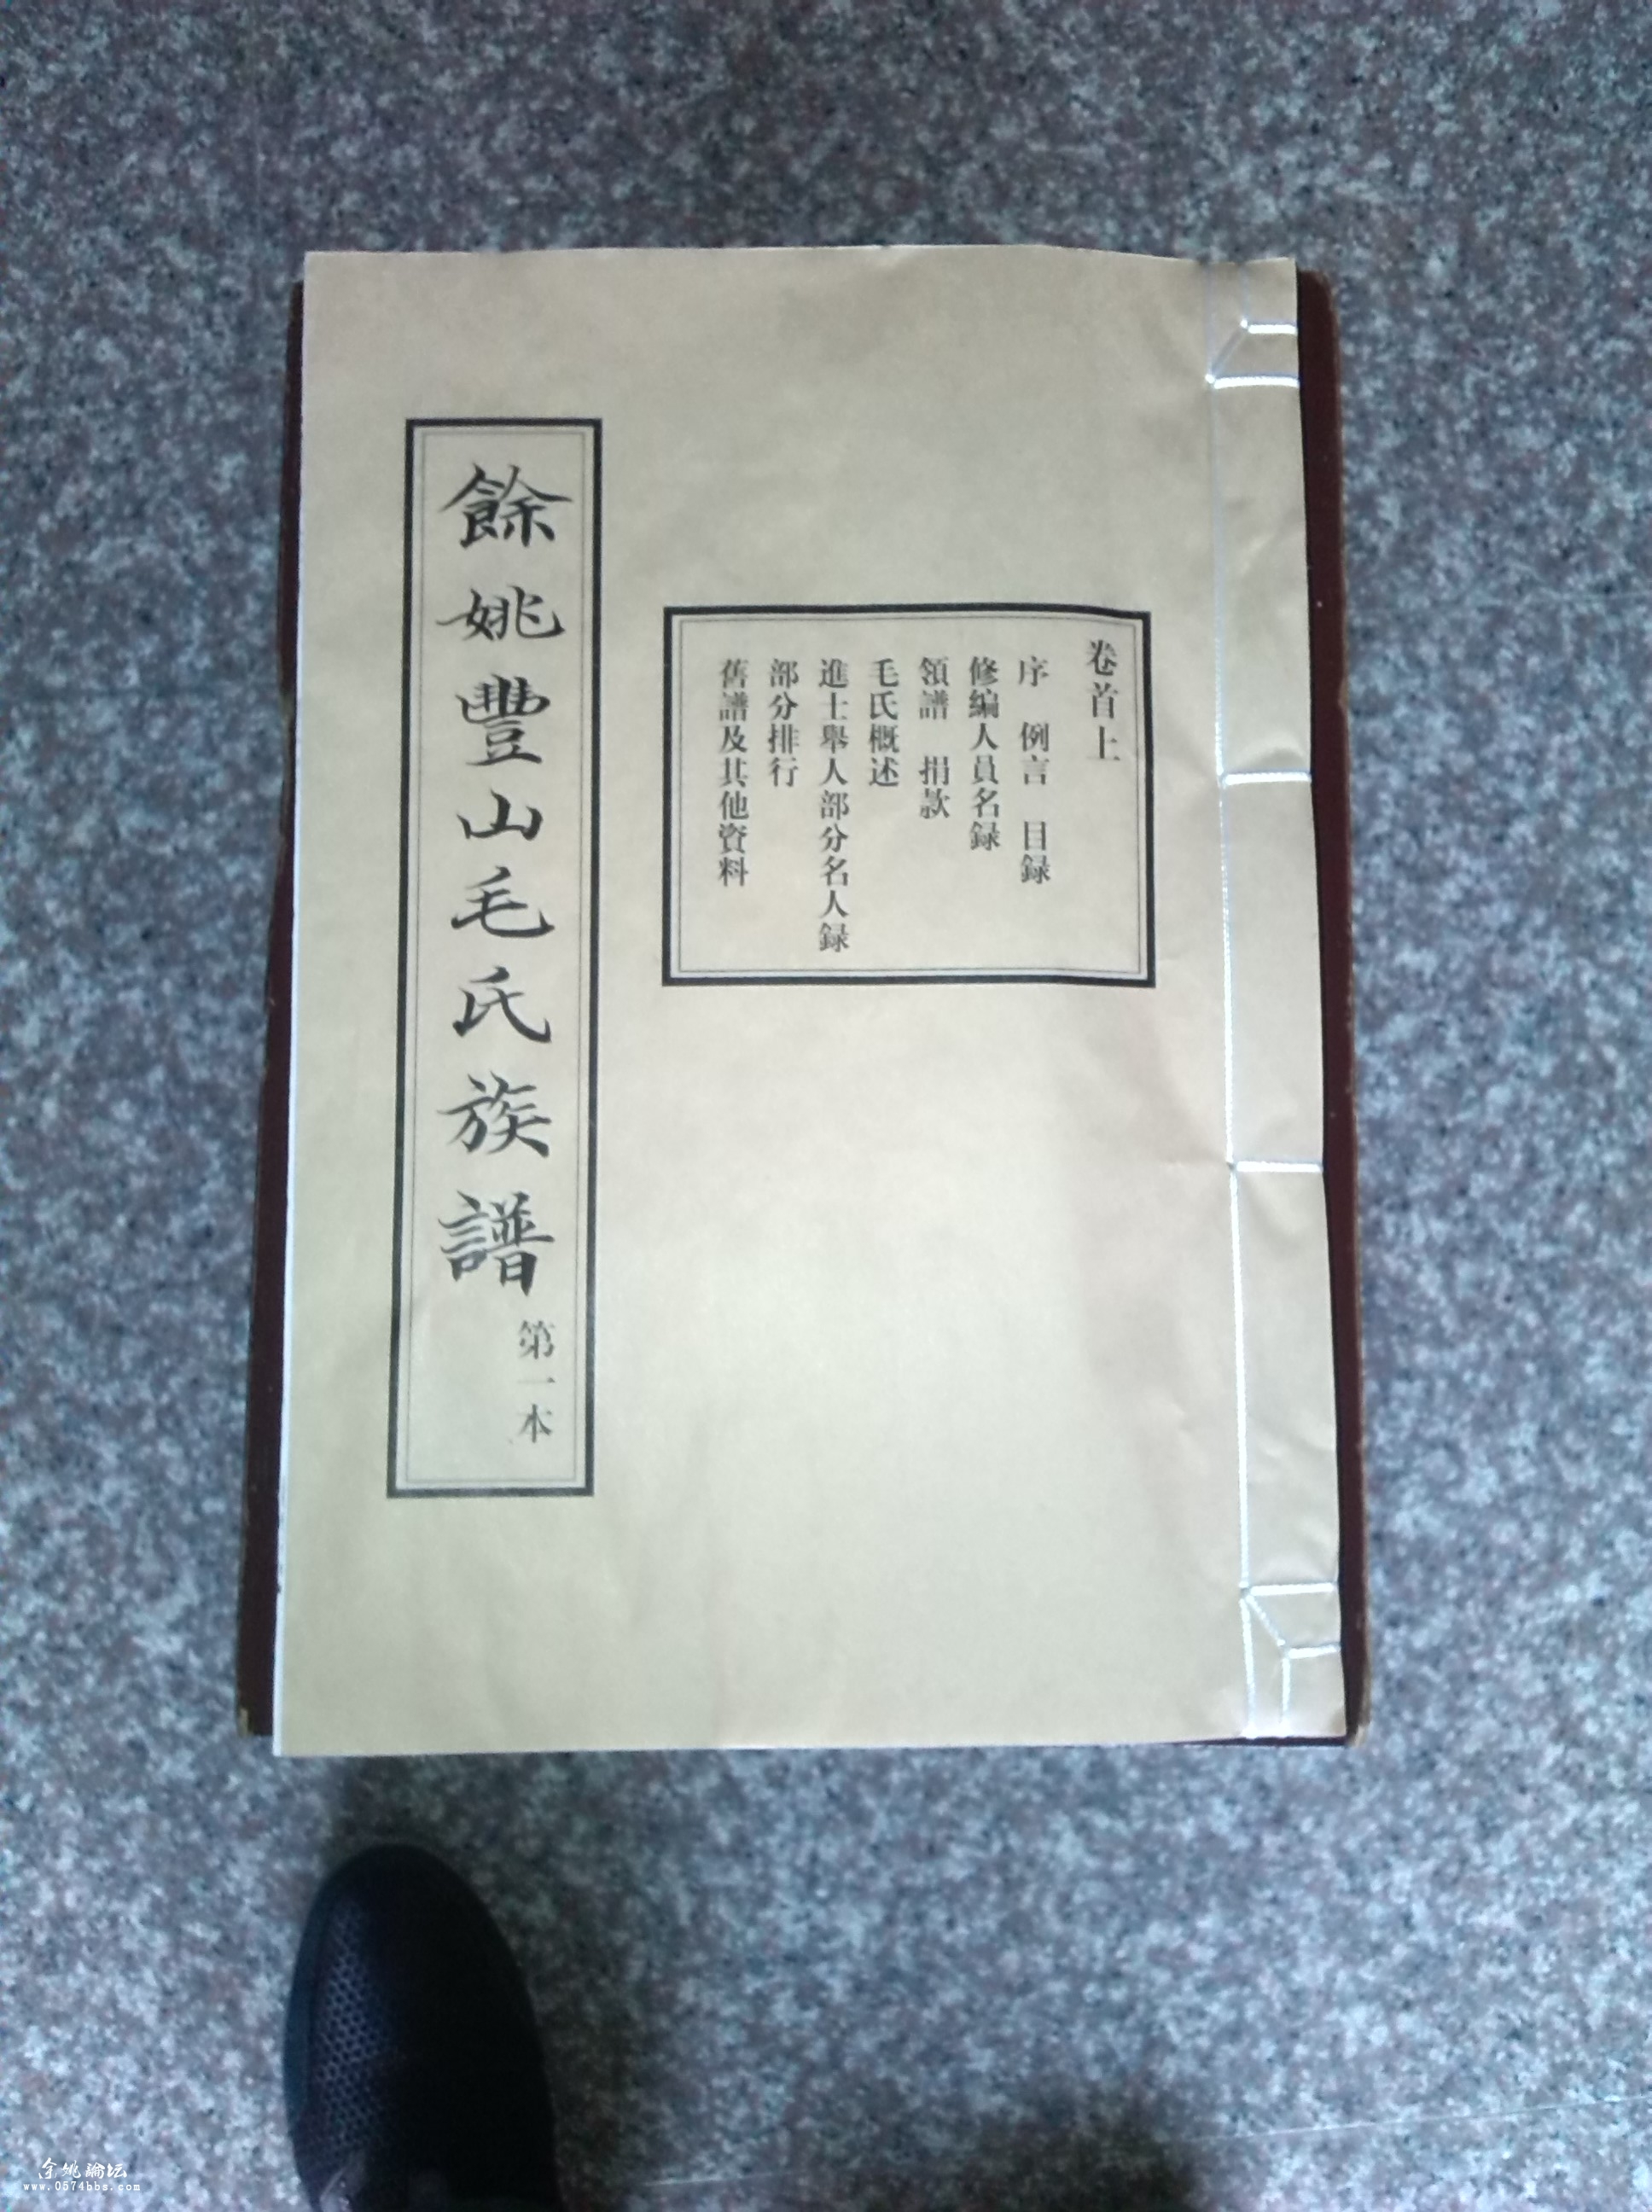 餘姚豐山毛氏族譜
第一本
卷首上
序 例言 目録
修編人員名録
領譜 捐款
毛氏概述
進士舉人部分名人録
部分排行
舊譜及其他資料
余姚論坛
www.0574bbs.com